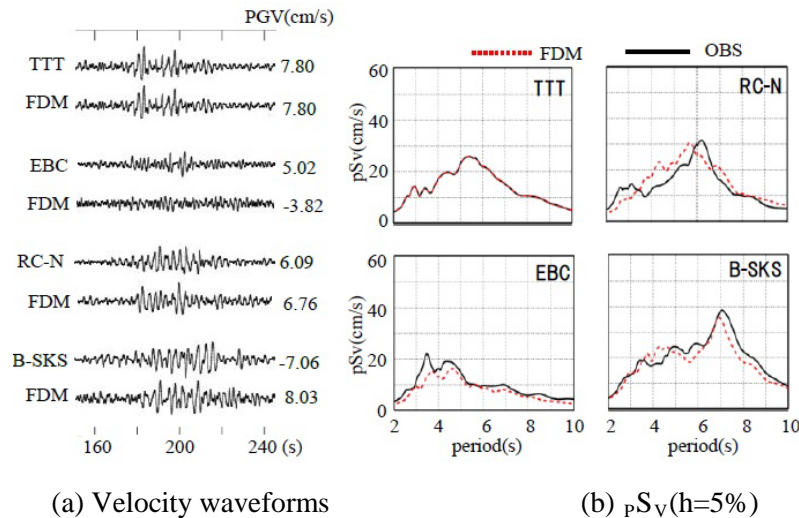 PGV(cm/s)
TTT 7.80
FDM 7.80
EBC 5.02
FDM -3.82
RC-N 6.09
FDM 6.76
B-SKS -7.06
FDM 8.03
160 200 240 (s)
(a) Velocity waveforms
FDM OBS
60 TTT RC-N
40
20
0
pSv(cm/s)
60 EBC B-SKS
40
20
0
pSv(cm/s)
2 4 6 8 10 2 4 6 8 10
period(s) period(s)
(b) PSV(h=5%)